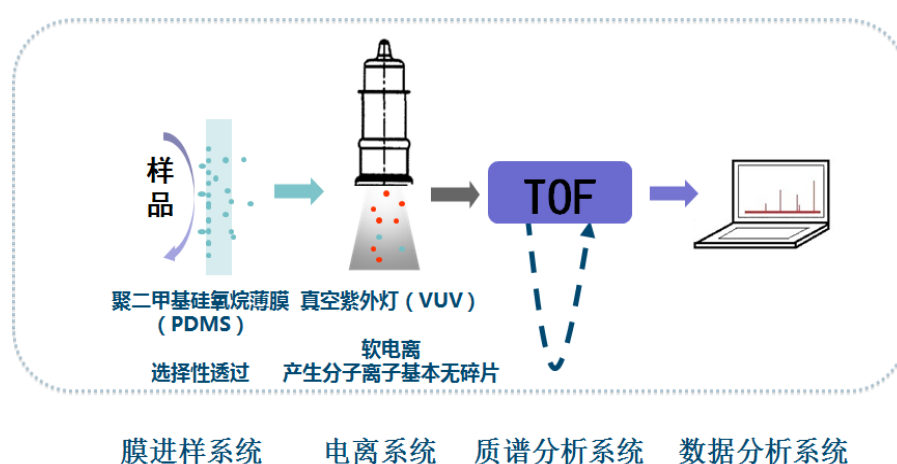 样
品
TOF
聚二甲基硅氧烷薄膜
（PDMS）
选择性透过
真空紫外灯（VUV）
软电离
产生分子离子基本无碎片
膜进样系统
电离系统
质谱分析系统
数据分析系统